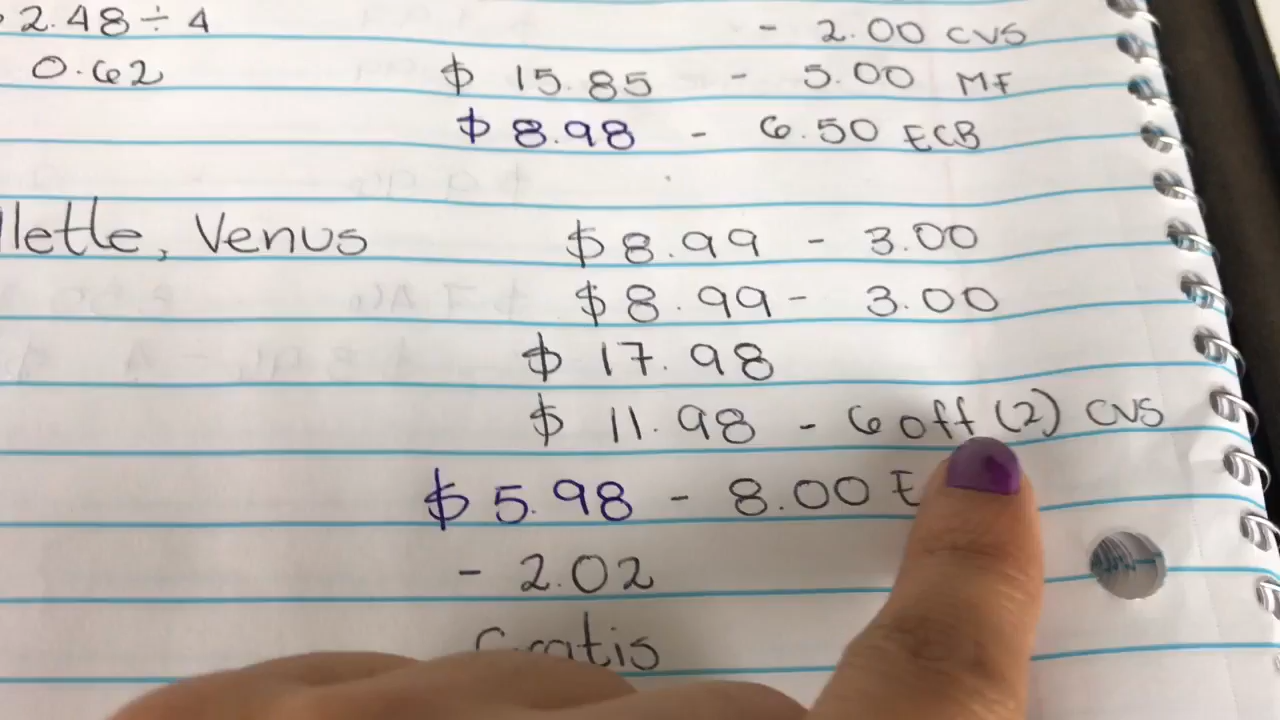 2.48 ÷ 4
- 2.00 CVS
0.62
$ 15.85 - 5.00 MF
$ 8.98 - 6.50 ECB
llette, Venus $8.99 - 3.00
$8.99 - 3.00
$ 17.98
$ 11.98 - 6 off (2) CVS
$ 5.98 - 8.00 E
- 2.02
Gratis